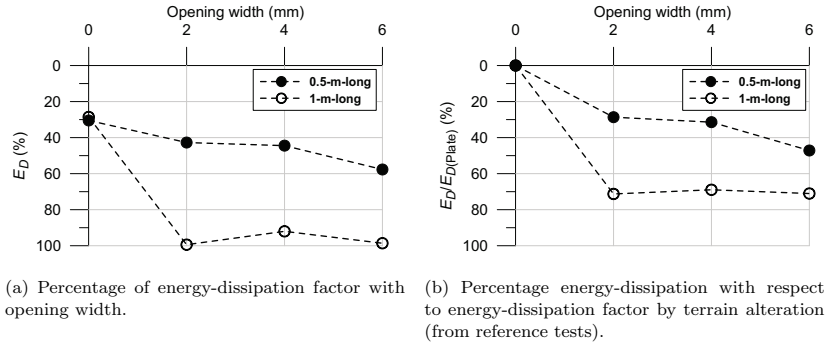 Opening width (mm)
0 2 4 6
0
20
40
60
80
100
E_D (%)
0.5-m-long
1-m-long
(a) Percentage of energy-dissipation factor with
opening width.
Opening width (mm)
0 2 4 6
0
20
40
60
80
100
E_D/E_D(Plate) (%)
0.5-m-long
1-m-long
(b) Percentage energy-dissipation with respect
to energy-dissipation factor by terrain alteration
(from reference tests).